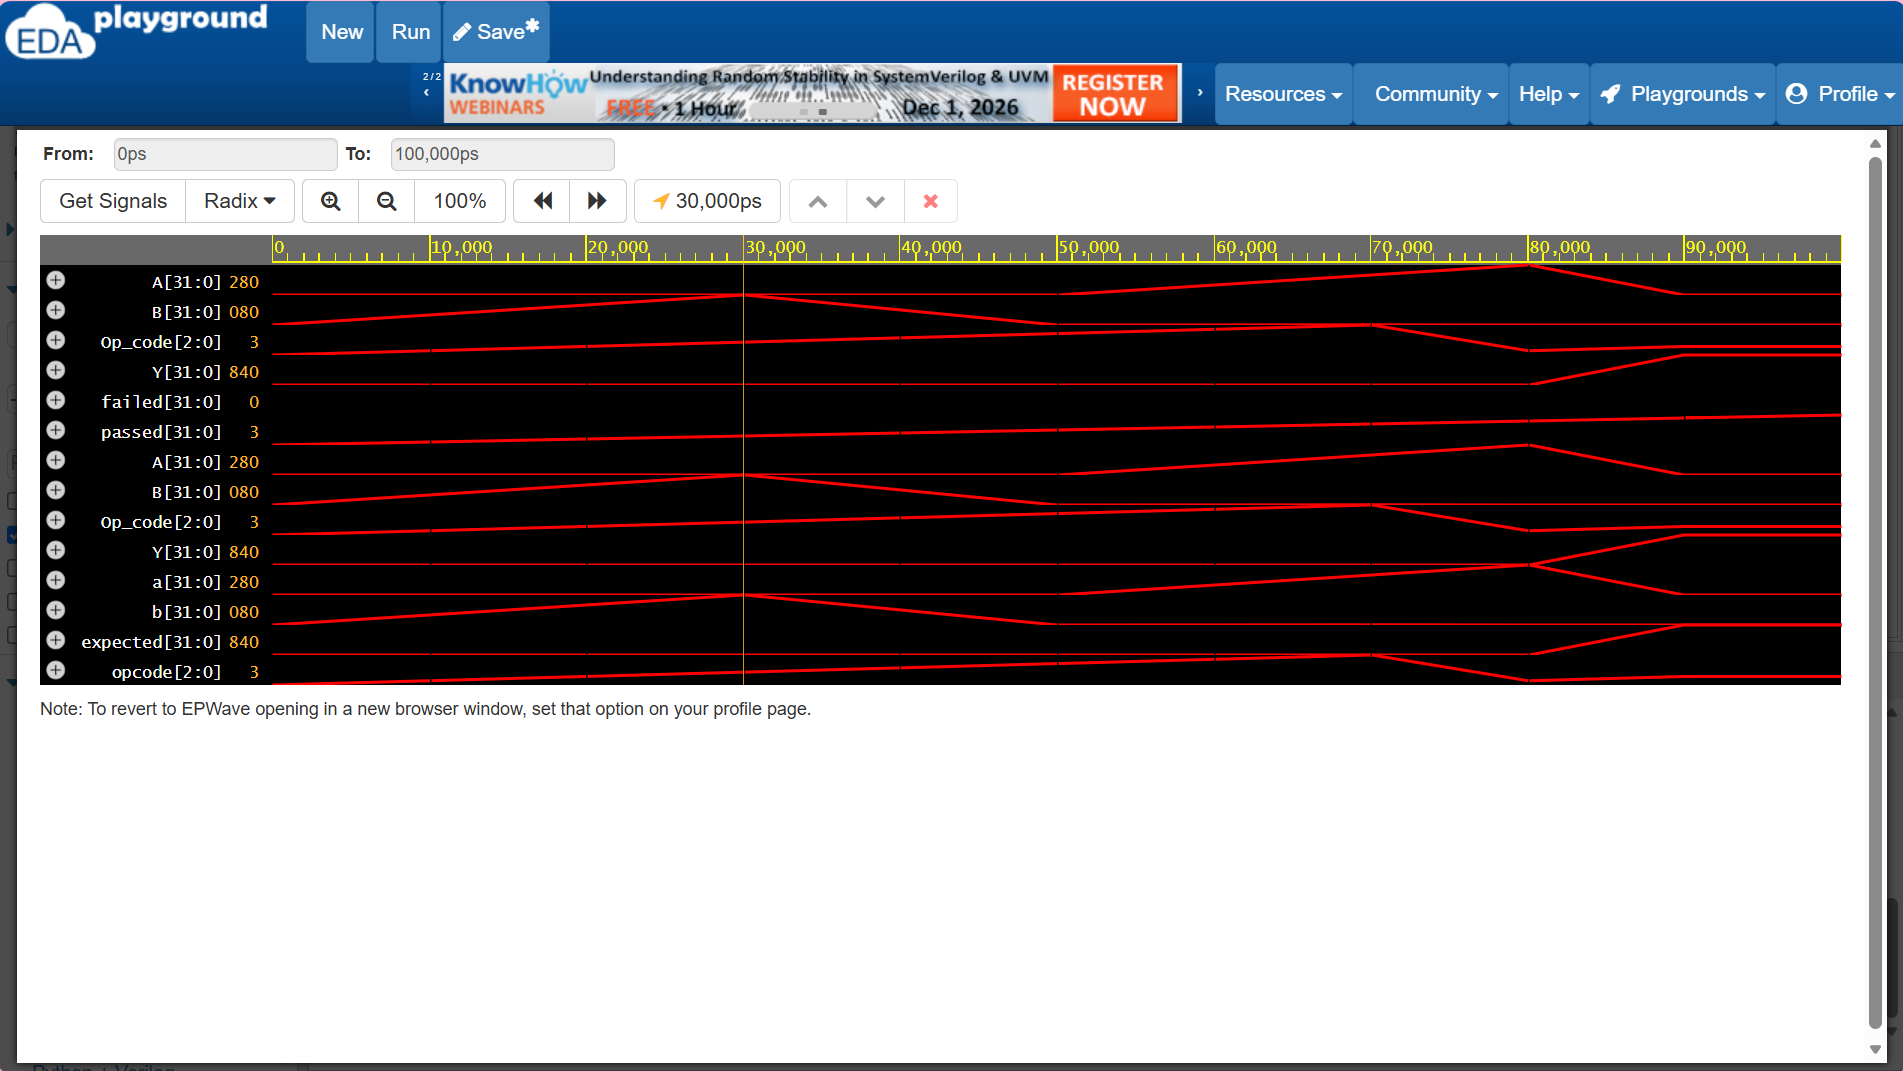 EDA playground
New
Run
Save*
2/2
KnowHow
WEBINARS
Understanding Random Stability in SystemVerilog & UVM
FREE • 1 Hour
Dec 1, 2026
REGISTER
NOW
Resources
Community
Help
Playgrounds
Profile
From:
0ps
To:
100,000ps
Get Signals
Radix
100%
30,000ps
0
10,000
20,000
30,000
40,000
50,000
60,000
70,000
80,000
90,000
A[31:0] 280
B[31:0] 080
Op_code[2:0] 3
Y[31:0] 840
failed[31:0] 0
passed[31:0] 3
A[31:0] 280
B[31:0] 080
Op_code[2:0] 3
Y[31:0] 840
a[31:0] 280
b[31:0] 080
expected[31:0] 840
opcode[2:0] 3
Note: To revert to EPWave opening in a new browser window, set that option on your profile page.